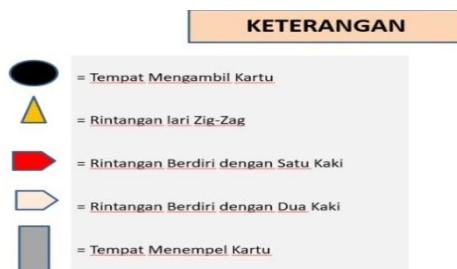 KETERANGAN
= Tempat Mengambil Kartu
= Rintangan lari Zig-Zag
= Rintangan Berdiri dengan Satu Kaki
= Rintangan Berdiri dengan Dua Kaki
= Tempat Menempel Kartu